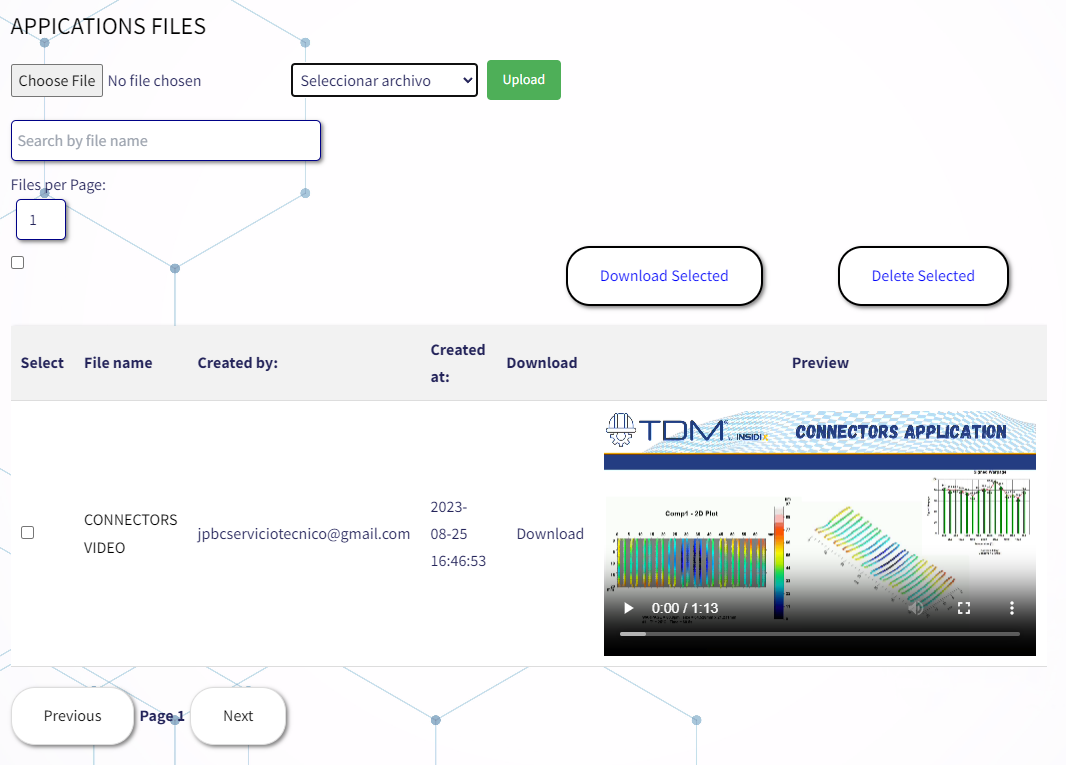 APPICATIONS FILES
Choose File No file chosen
Seleccionar archivo
Upload
Search by file name
Files per Page:
1
Download Selected
Delete Selected
Select
File name
Created by:
Created
at:
Download
Preview
CONNECTORS
VIDEO
jpbcserviciotecnico@gmail.com
2023-
08-25
16:46:53
Download
TDM
by INSIDIX
CONNECTORS APPLICATION
Comp1 - 2D Plot
0:00 / 1:13
Previous
Page 1
Next